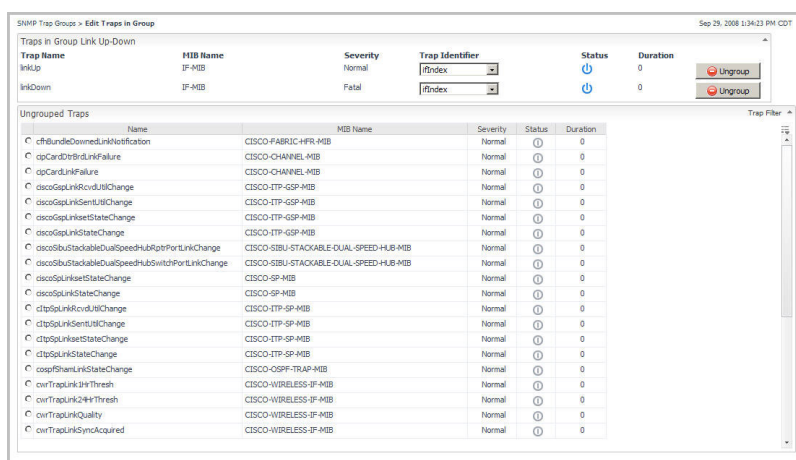 SNMP Trap Groups > Edit Traps in Group Sep 29, 2008 1:34:23 PM CDT
Traps in Group Link Up-Down
Trap Name MIB Name Severity Trap Identifier Status Duration
linkUp IF-MIB Normal ifIndex 0 Ungroup
linkDown IF-MIB Fatal ifIndex 0 Ungroup
Ungrouped Traps Trap Filter
Name MIB Name Severity Status Duration
cfhBundleDownedLinkNotification CISCO-FABRIC-HFR-MIB Normal 0
cipCardDtrBrdLinkFailure CISCO-CHANNEL-MIB Normal 0
cipCardLinkFailure CISCO-CHANNEL-MIB Normal 0
ciscoGspLinkRcvdUtilChange CISCO-ITP-GSP-MIB Normal 0
ciscoGspLinkSentUtilChange CISCO-ITP-GSP-MIB Normal 0
ciscoGspLinksetStateChange CISCO-ITP-GSP-MIB Normal 0
ciscoGspLinkStateChange CISCO-ITP-GSP-MIB Normal 0
ciscoSibuStackableDualSpeedHubRptrPortLinkChange CISCO-SIBU-STACKABLE-DUAL-SPEED-HUB-MIB Normal 0
ciscoSibuStackableDualSpeedHubSwitchPortLinkChange CISCO-SIBU-STACKABLE-DUAL-SPEED-HUB-MIB Normal 0
ciscoSpLinksetStateChange CISCO-SP-MIB Normal 0
ciscoSpLinkStateChange CISCO-SP-MIB Normal 0
cItpSpLinkRcvdUtilChange CISCO-ITP-SP-MIB Normal 0
cItpSpLinkSentUtilChange CISCO-ITP-SP-MIB Normal 0
cItpSpLinksetStateChange CISCO-ITP-SP-MIB Normal 0
cItpSpLinkStateChange CISCO-ITP-SP-MIB Normal 0
cospfShamLinkStateChange CISCO-OSPF-TRAP-MIB Normal 0
cwrTrapLink1HrThresh CISCO-WIRELESS-IF-MIB Normal 0
cwrTrapLink24HrThresh CISCO-WIRELESS-IF-MIB Normal 0
cwrTrapLinkQuality CISCO-WIRELESS-IF-MIB Normal 0
cwrTrapLinkSyncAcquired CISCO-WIRELESS-IF-MIB Normal 0